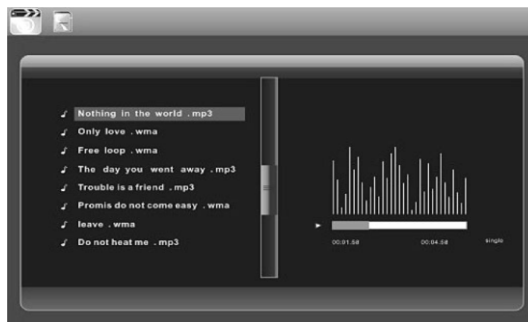 Nothing in the world .mp3
Only love .wma
Free loop .wma
The day you went away .mp3
Trouble is a friend .mp3
Promis do not come easy .wma
leave .wma
Do not heat me .mp3
00:01.58
00:04.58
single